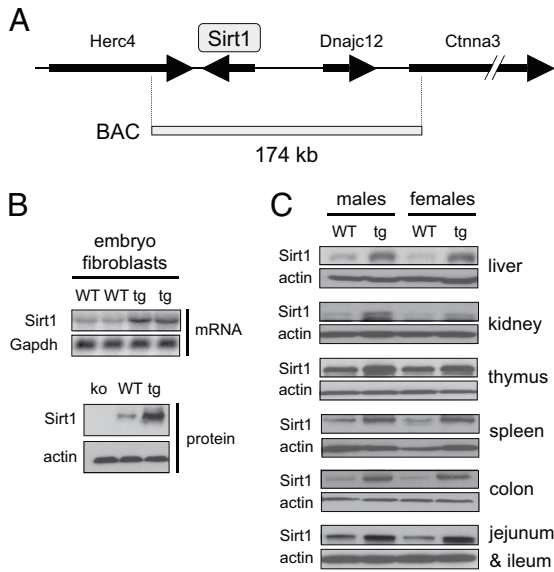 A
Herc4 Sirt1 Dnajc12 Ctnna3
BAC
174 kb
B
embryo
fibroblasts
WT WT tg tg
Sirt1
Gapdh
mRNA
ko WT tg
Sirt1
actin
protein
C
males females
WT tg WT tg
Sirt1
actin
liver
Sirt1
actin
kidney
Sirt1
actin
thymus
Sirt1
actin
spleen
Sirt1
actin
colon
Sirt1
actin
jejunum
& ileum